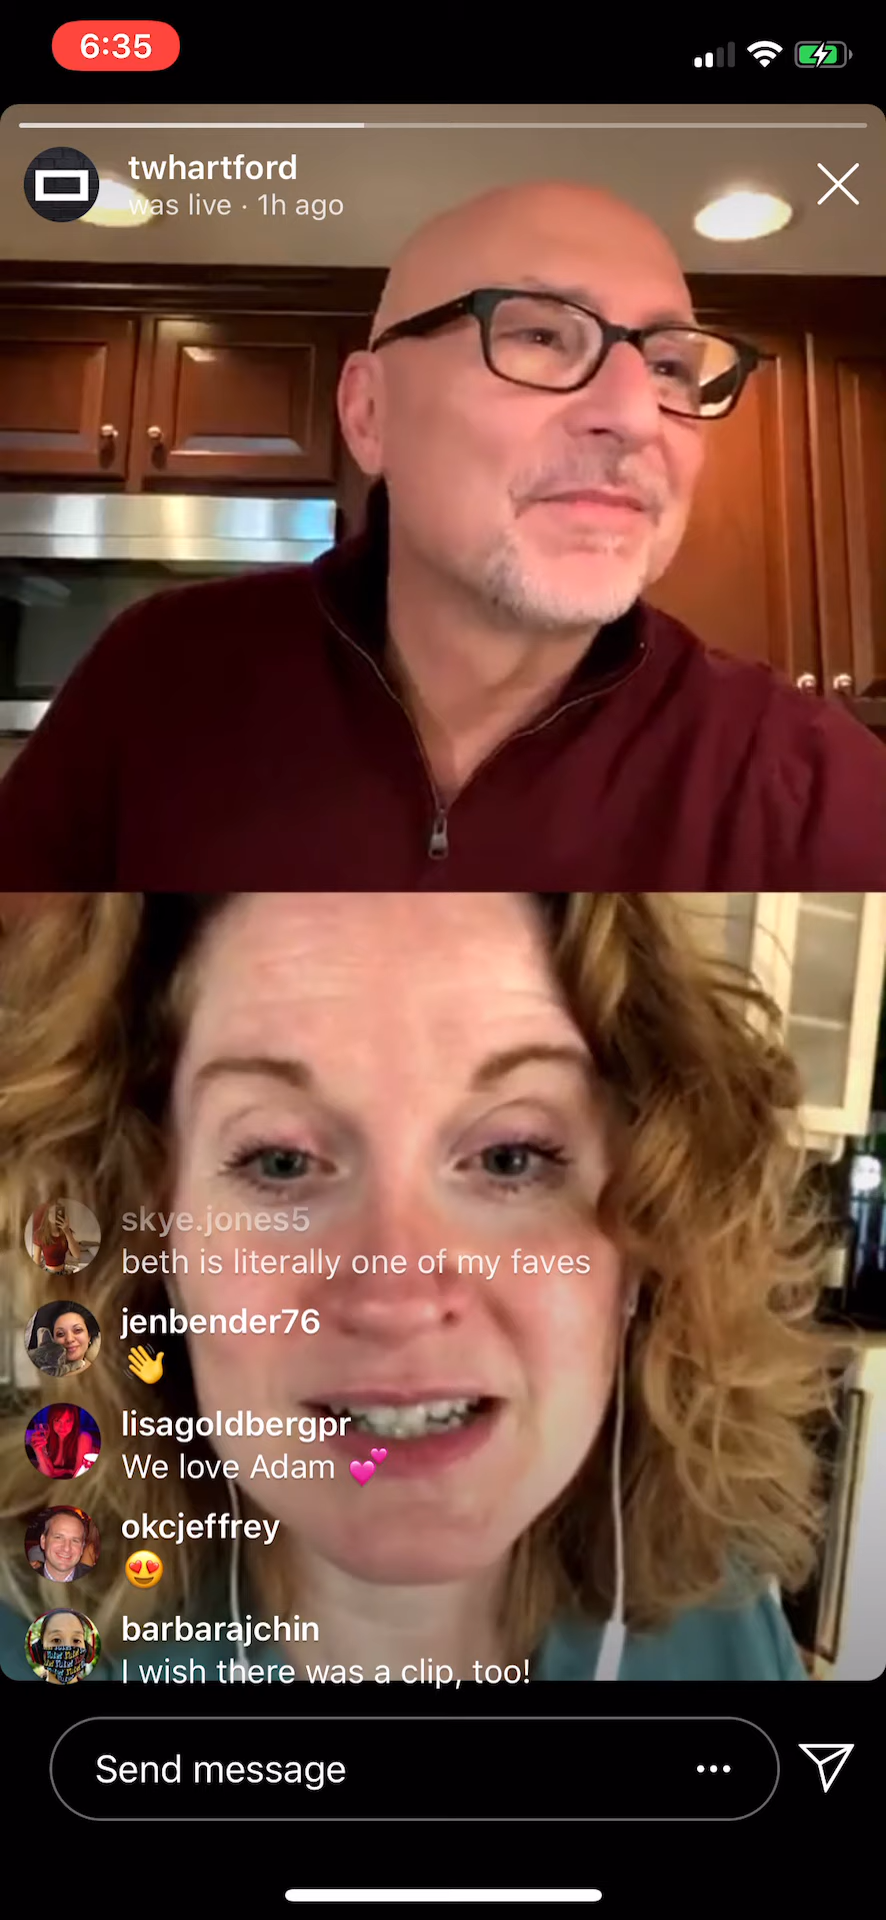 6:35
twhartford
was live · 1h ago
skye.jones5
beth is literally one of my faves
jenbender76
👋
lisagoldbergpr
We love Adam 💕
okcjeffrey
😍
barbarajchin
I wish there was a clip, too!
Send message